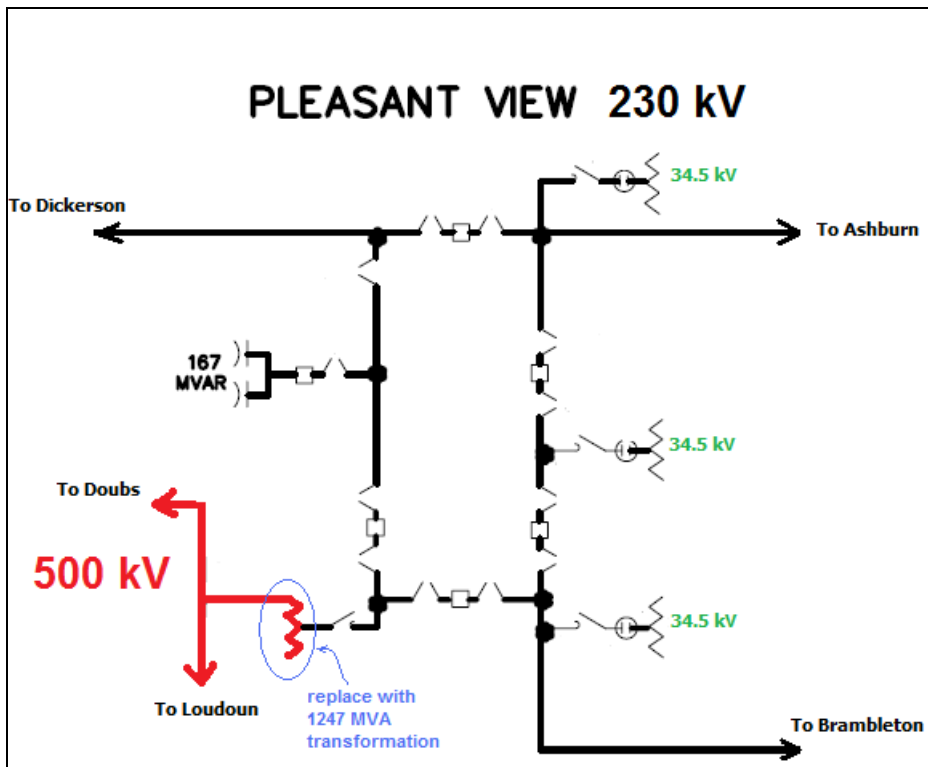 PLEASANT VIEW 230 kV
34.5 kV
To Dickerson
To Ashburn
167
MVAR
34.5 kV
To Doubs
500 kV
34.5 kV
replace with
1247 MVA
transformation
To Loudoun
To Brambleton